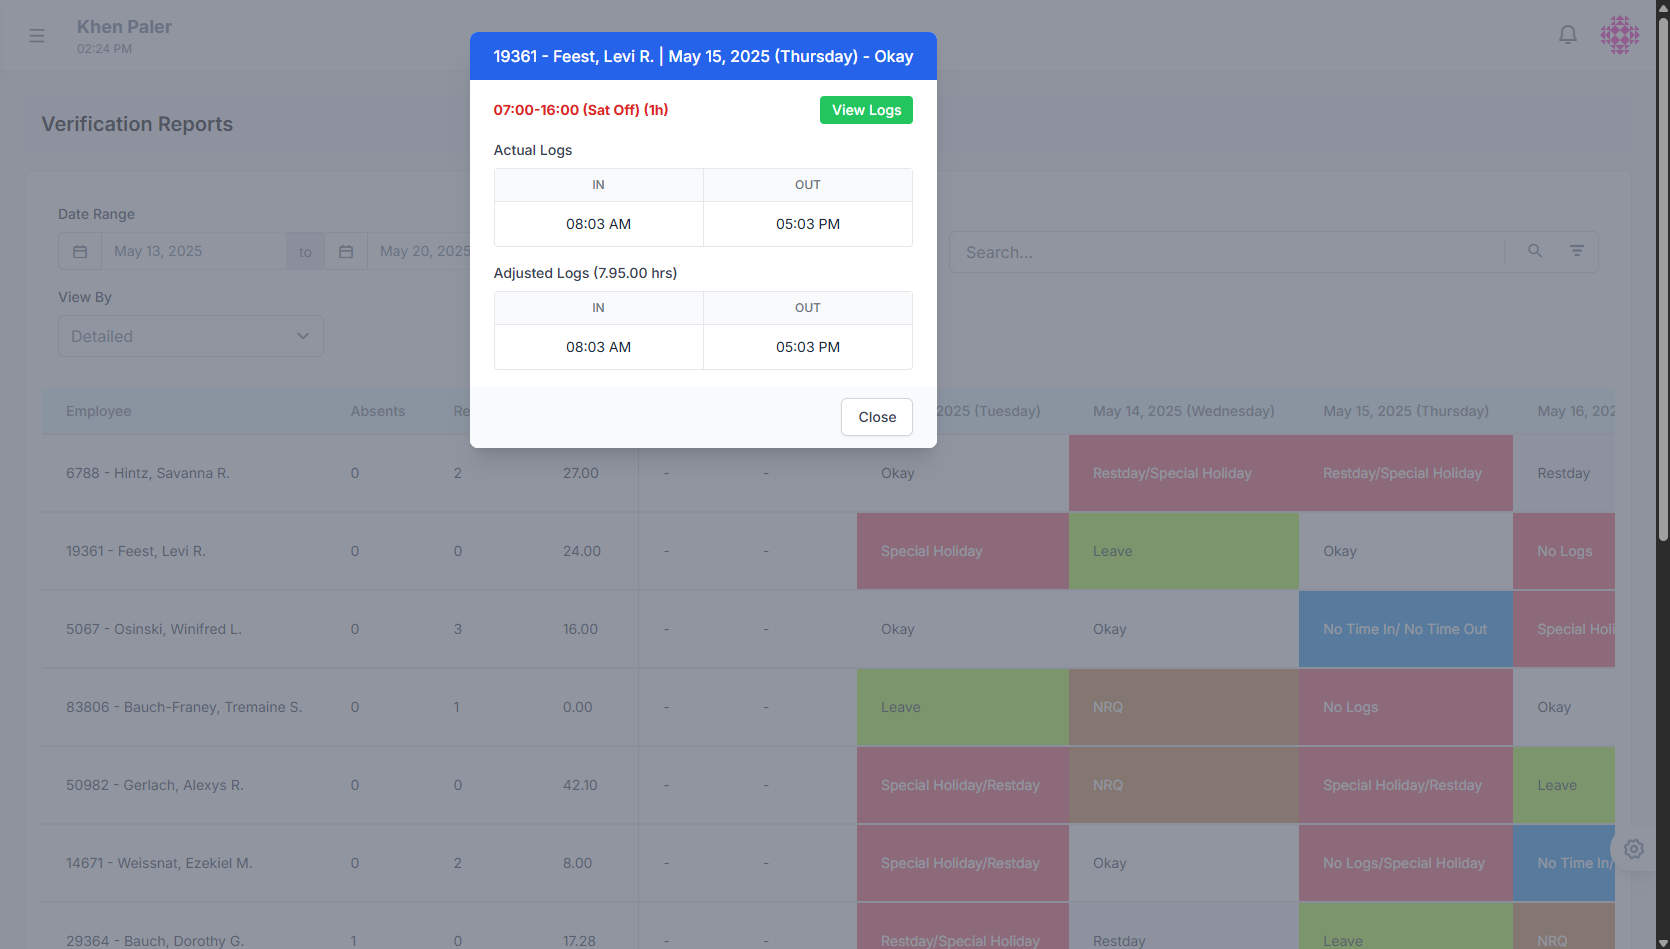 Khen Paler
02:24 PM
19361 - Feest, Levi R. | May 15, 2025 (Thursday) - Okay
07:00-16:00 (Sat Off) (1h)
View Logs
Actual Logs
IN OUT
08:03 AM 05:03 PM
Adjusted Logs (7.95.00 hrs)
IN OUT
08:03 AM 05:03 PM
Close
Verification Reports
Date Range
May 13, 2025 to May 20, 2025
Search...
View By
Detailed
Employee Absents Re 2025 (Tuesday) May 14, 2025 (Wednesday) May 15, 2025 (Thursday) May 16, 202
6788 - Hintz, Savanna R. 0 2 27.00 - - Okay Restday/Special Holiday Restday/Special Holiday Restday
19361 - Feest, Levi R. 0 0 24.00 - - Special Holiday Leave Okay No Logs
5067 - Osinski, Winifred L. 0 3 16.00 - - Okay Okay No Time In/ No Time Out Special Holi
83806 - Bauch-Franey, Tremaine S. 0 1 0.00 - - Leave NRQ No Logs Okay
50982 - Gerlach, Alexys R. 0 0 42.10 - - Special Holiday/Restday NRQ Special Holiday/Restday Leave
14671 - Weissnat, Ezekiel M. 0 2 8.00 - - Special Holiday/Restday Okay No Logs/Special Holiday No Time In/
29364 - Bauch, Dorothy G. 1 0 17.28 - - Restday/Special Holiday Restday Leave NRQ